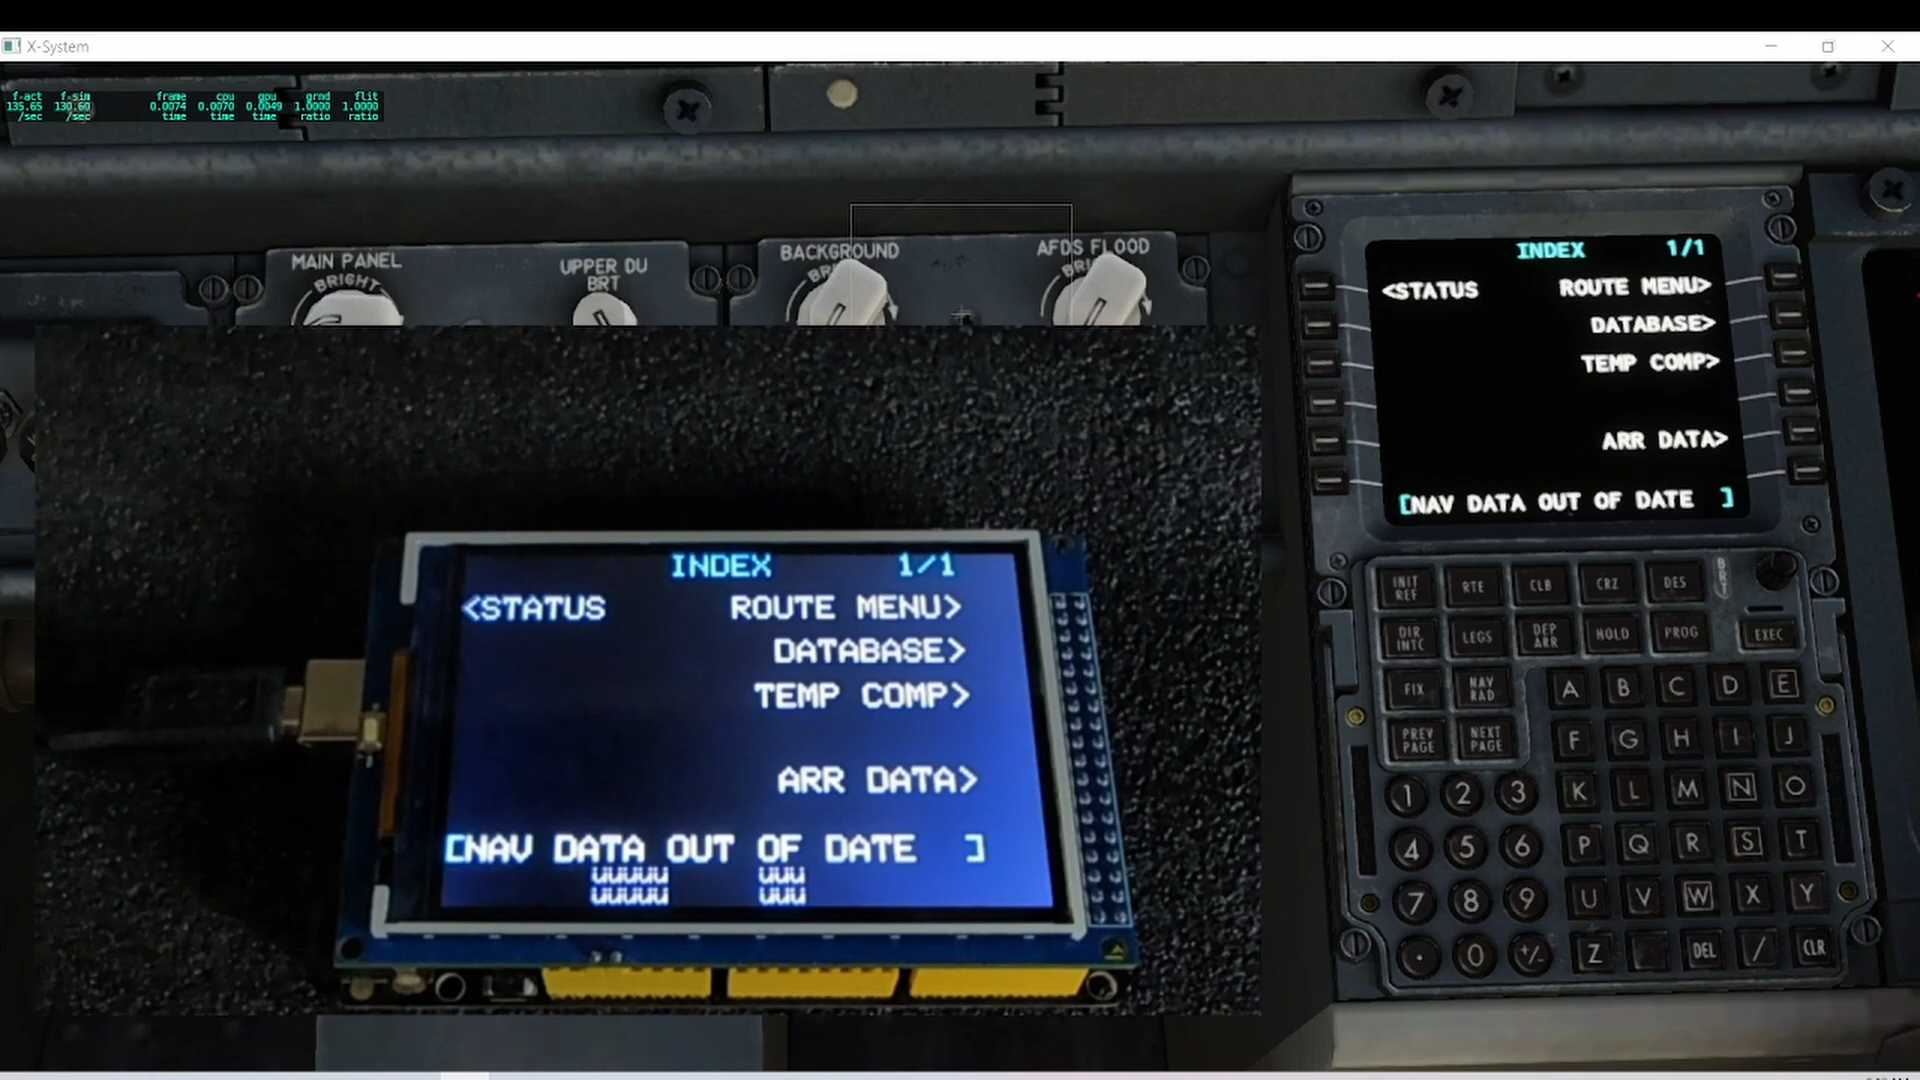 X-System
f-act f-sim frame cpu gpu grnd flit
135.65 130.60 0.0074 0.0070 0.0049 1.0000 1.0000
/sec /sec time time time ratio ratio
MAIN PANEL
BRIGHT
UPPER DU
BRT
BACKGROUND
AFDS FLOOD
INDEX 1/1
<STATUS ROUTE MENU>
DATABASE>
TEMP COMP>
ARR DATA>
[NAV DATA OUT OF DATE ]
INDEX 1/1
<STATUS ROUTE MENU>
DATABASE>
TEMP COMP>
ARR DATA>
[NAV DATA OUT OF DATE ]
UUUUU UUU
UUUUU UUU
BRT
INIT REF RTE CLB CRZ DES
DIR INTC LEGS DEP ARR HOLD PROG EXEC
FIX NAV RAD A B C D E
PREV PAGE NEXT PAGE F G H I J
1 2 3 K L M N O
4 5 6 P Q R S T
7 8 9 U V W X Y
. 0 +/- Z DEL / CLR